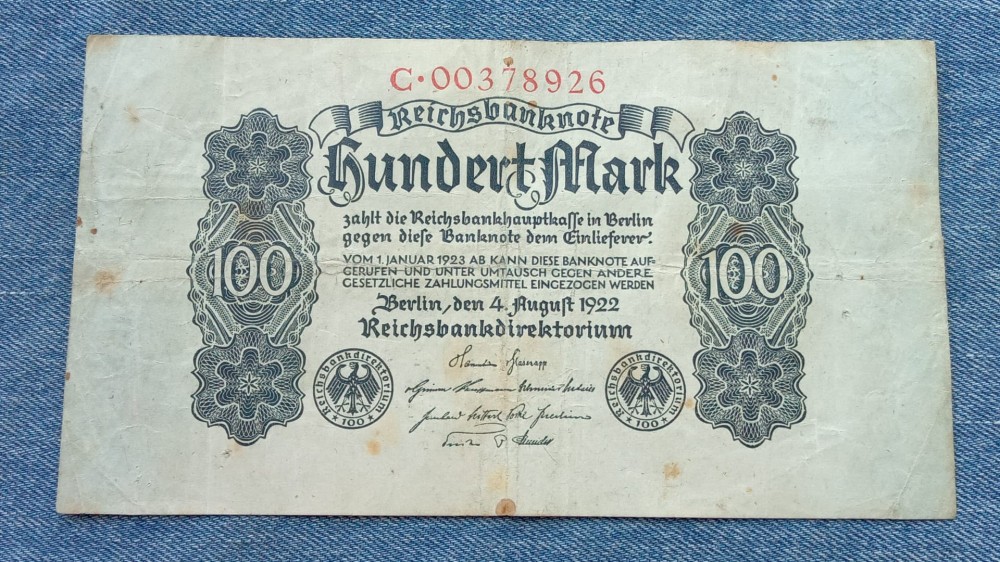 C·00378926
Reichsbanknote
Hundert Mark
zahlt die Reichsbankhauptkasse in Berlin
gegen diese Banknote dem Einlieferer.
VOM 1. JANUAR 1923 AB KANN DIESE BANKNOTE AUF-
GERUFEN UND UNTER UMTAUSCH GEGEN ANDERE
GESETZLICHE ZAHLUNGSMITTEL EINGEZOGEN WERDEN
100
100
Berlin, den 4. August 1922
Reichsbankdirektorium
Reichsbankdirektorium
100
Reichsbankdirektorium
100